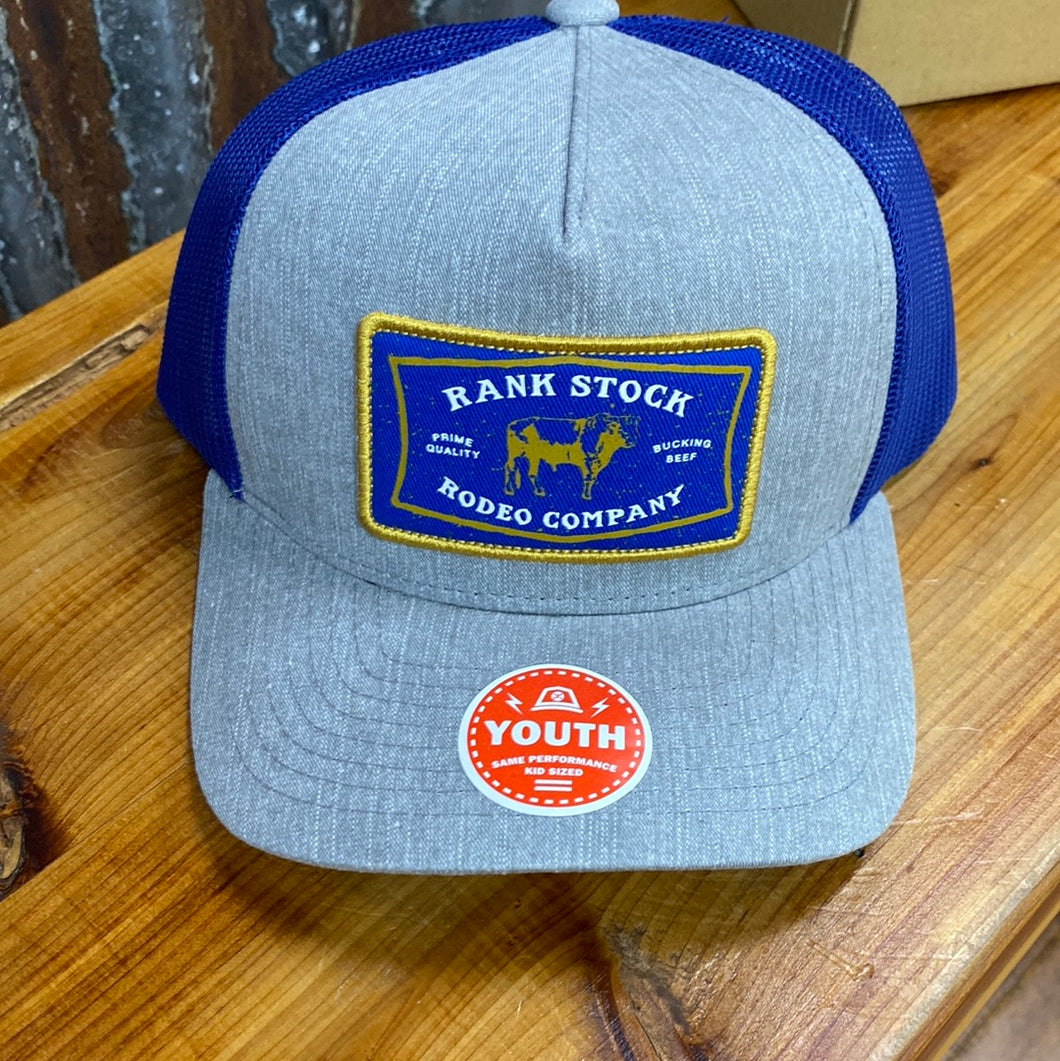 RANK STOCK
PRIME
QUALITY
BUCKING
BEEF
RODEO COMPANY
YOUTH
SAME PERFORMANCE
KID SIZED